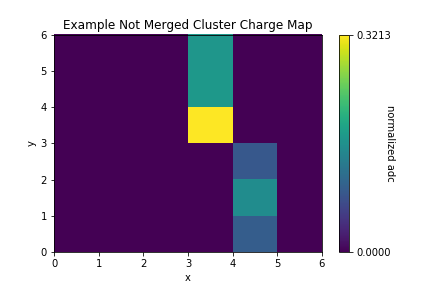 Example Not Merged Cluster Charge Map
6
5
4
3
2
1
0
y
0 1 2 3 4 5 6
x
0.3213
0.0000
normalized adc